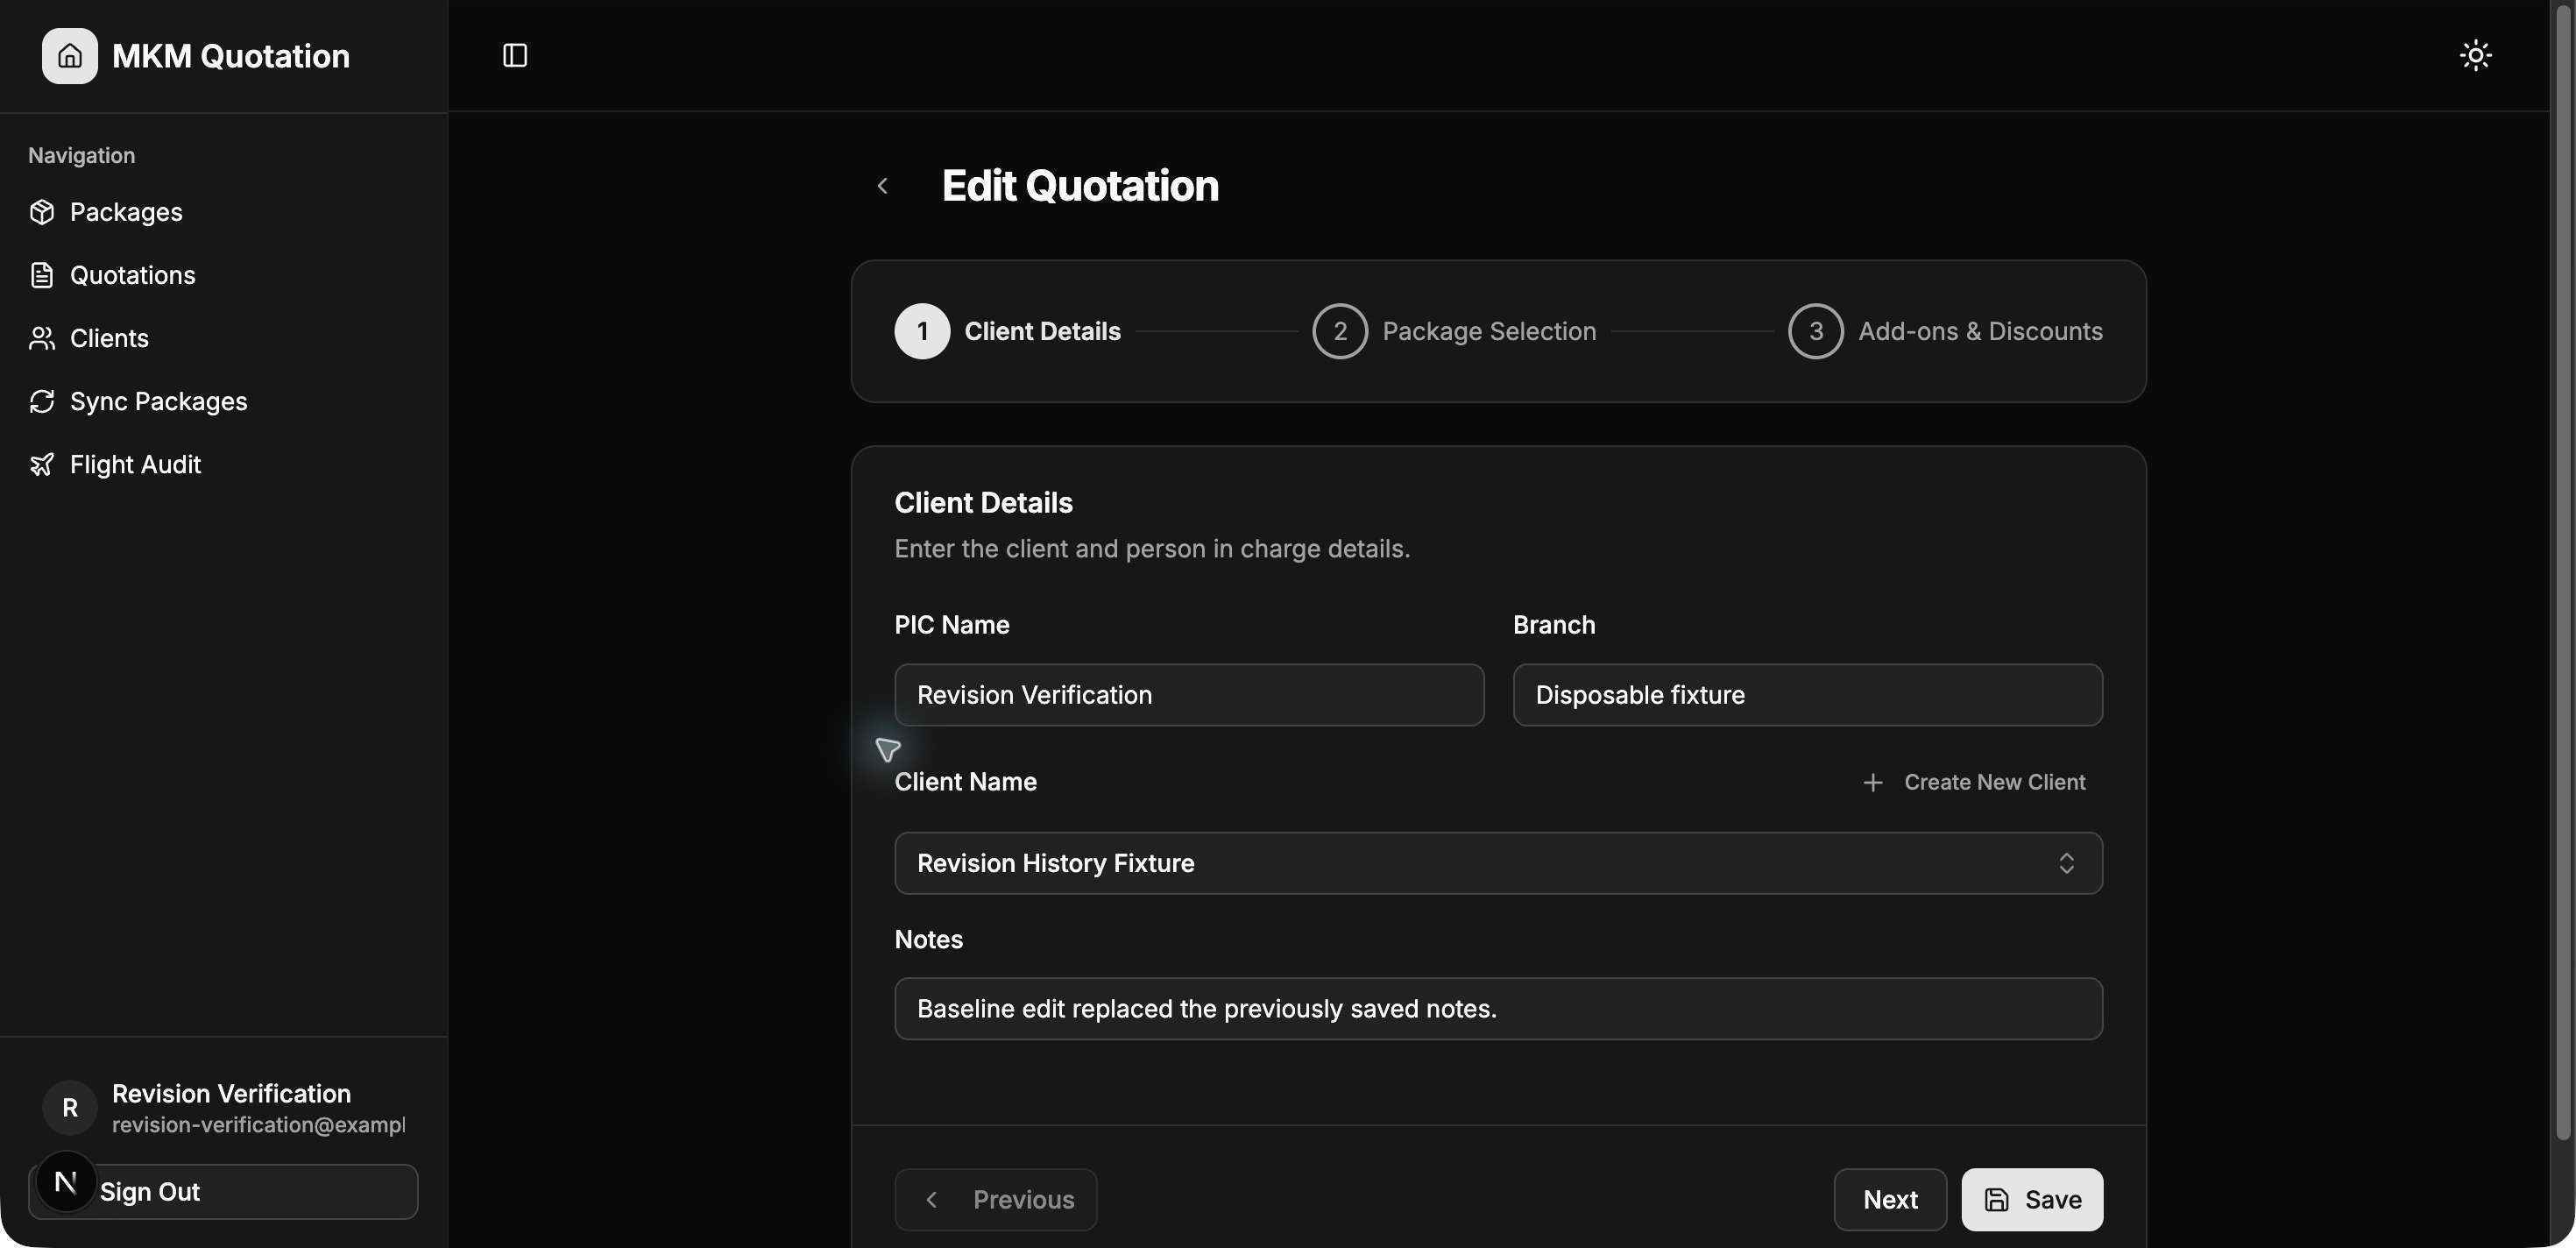 MKM Quotation
Navigation
Packages
Quotations
Clients
Sync Packages
Flight Audit
Revision Verification
revision-verification@exampl
N
Sign Out
Edit Quotation
1 Client Details
2 Package Selection
3 Add-ons & Discounts
Client Details
Enter the client and person in charge details.
PIC Name
Branch
Revision Verification
Disposable fixture
Client Name
Create New Client
Revision History Fixture
Notes
Baseline edit replaced the previously saved notes.
Previous
Next
Save
R